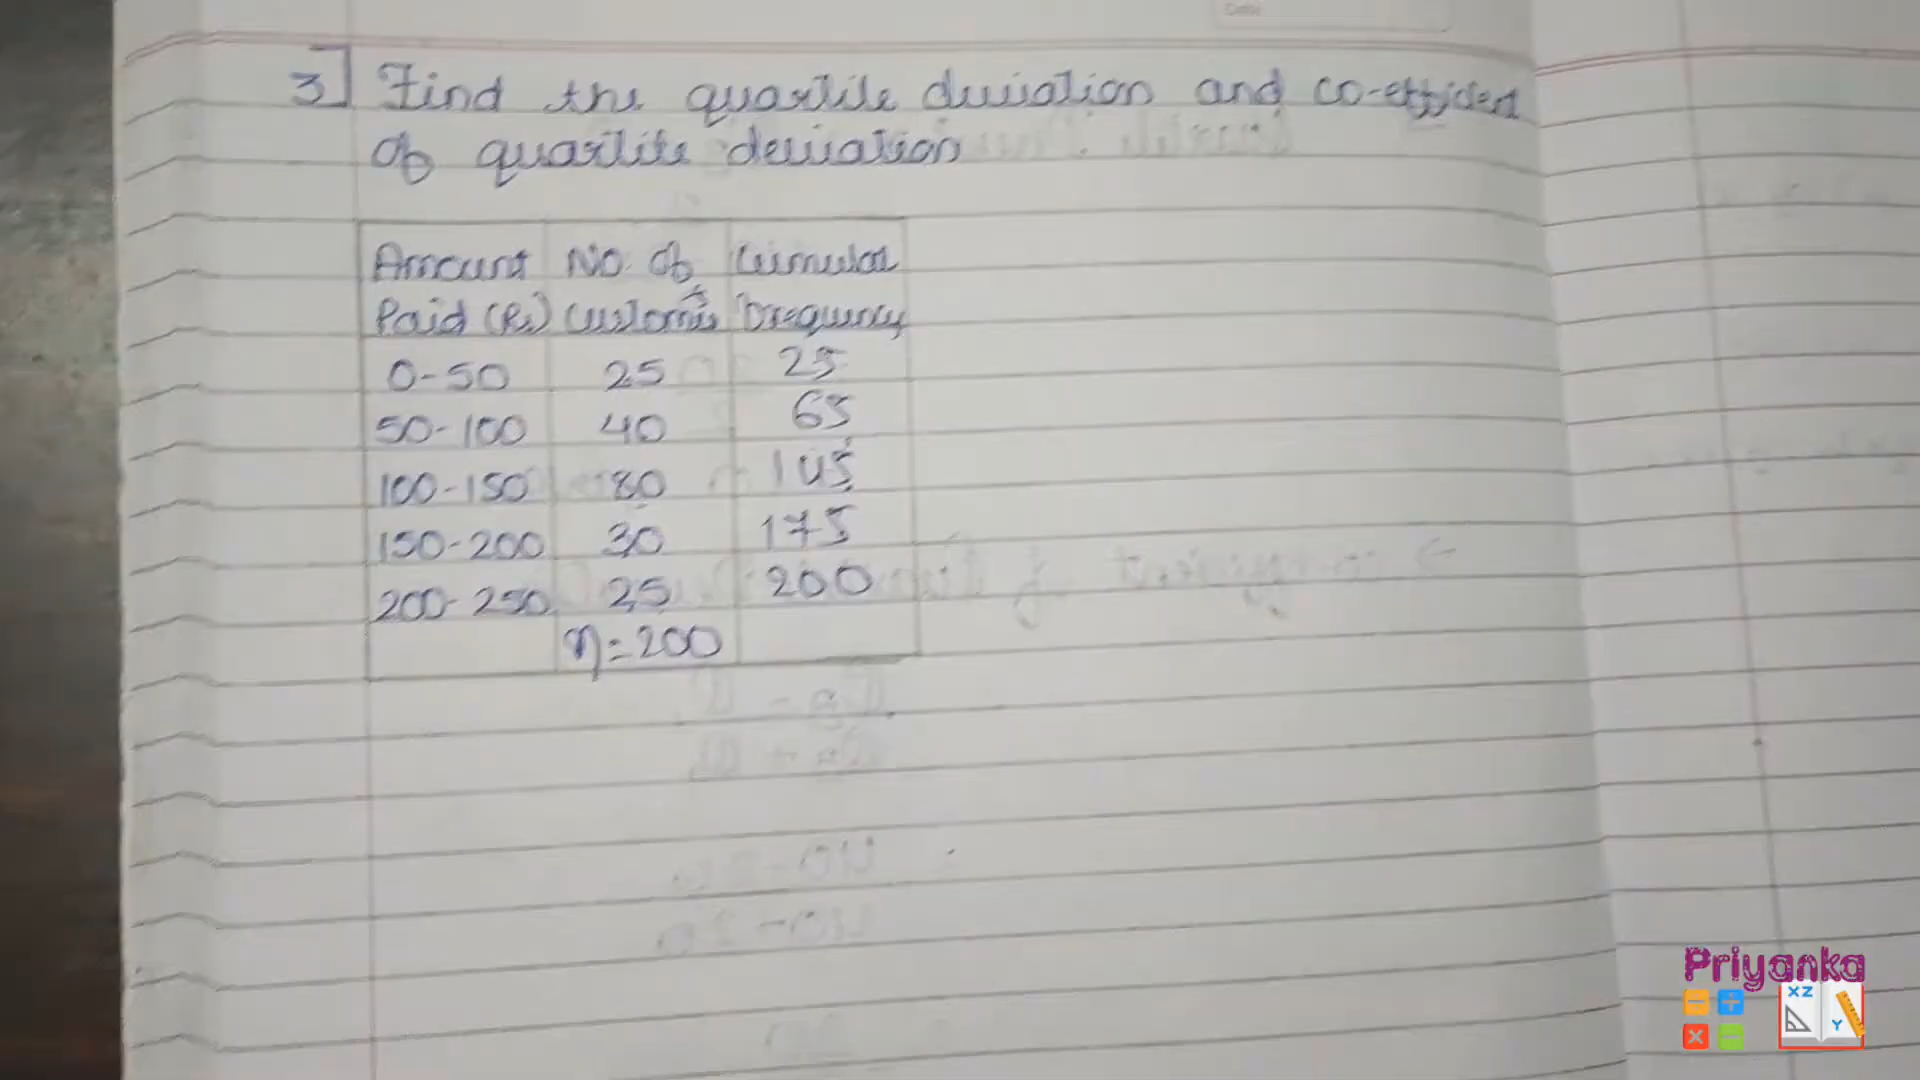 3] Find the quartile deviation and co-efficient
of quartile deviation
Amount No. of Cumulat
Paid (Rs) Customers Frequency
0-50 25 25
50-100 40 65
100-150 80 145
150-200 30 175
200-250 25 200
n=200
Priyanka
XZ
Y